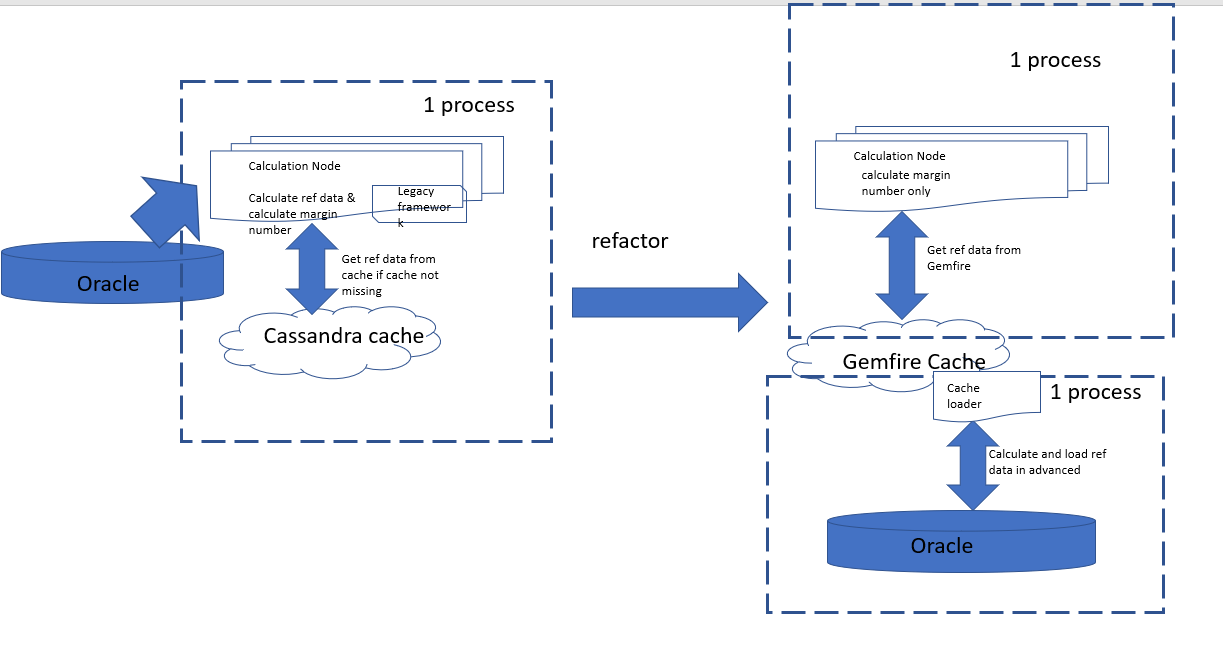 1 process
Calculation Node
Calculate ref data &
calculate margin
number
Legacy
framewor
k
Oracle
Get ref data from
cache if cache not
missing
Cassandra cache
refactor
1 process
Calculation Node
calculate margin
number only
Get ref data from
Gemfire
Gemfire Cache
Cache
loader
1 process
Calculate and load ref
data in advanced
Oracle